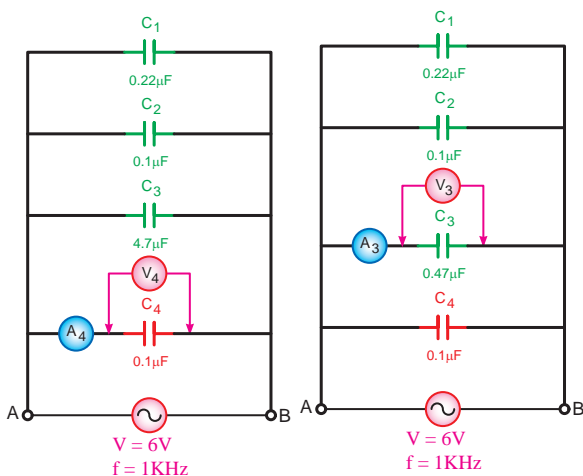 C1
0.22μF
C2
0.1μF
C3
4.7μF
V4
C4
A4
0.1μF
A
B
V = 6V
f = 1KHz
C1
0.22μF
C2
0.1μF
V3
C3
A3
0.47μF
C4
0.1μF
A
B
V = 6V
f = 1KHz